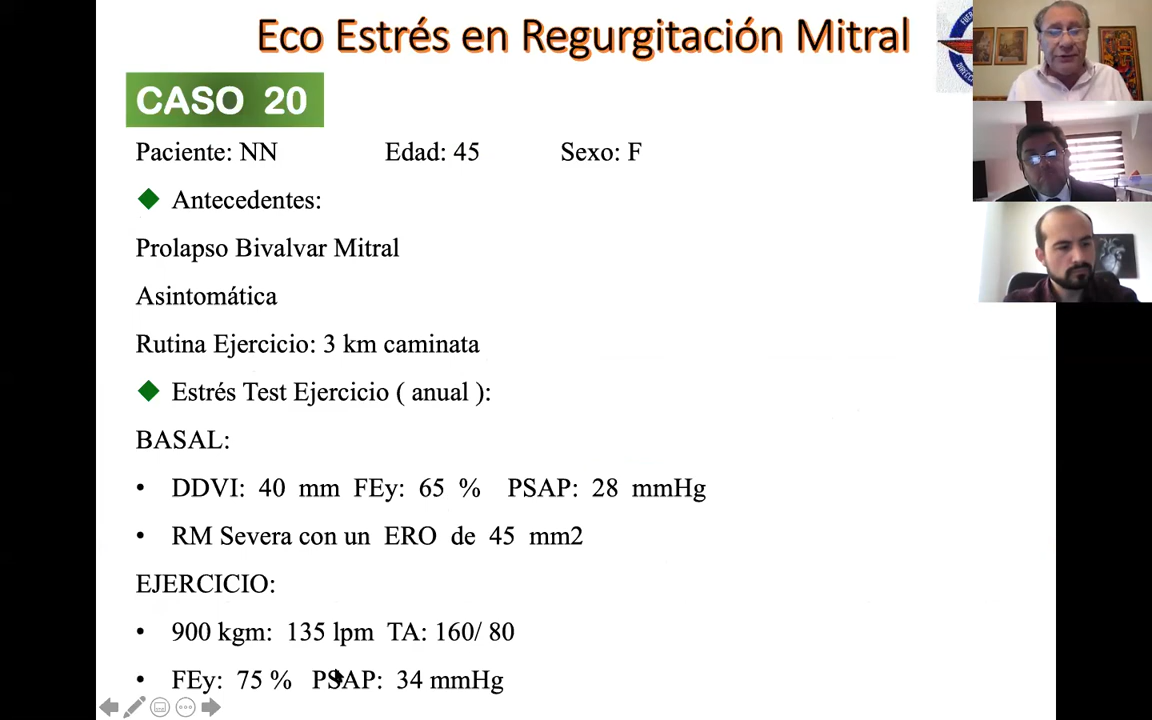 Eco Estrés en Regurgitación Mitral
CASO 20
Paciente: NN Edad: 45 Sexo: F
Antecedentes:
Prolapso Bivalvar Mitral
Asintomática
Rutina Ejercicio: 3 km caminata
Estrés Test Ejercicio ( anual ):
BASAL:
• DDVI: 40 mm FEy: 65 % PSAP: 28 mmHg
• RM Severa con un ERO de 45 mm2
EJERCICIO:
• 900 kgm: 135 lpm TA: 160/ 80
• FEy: 75 % PSAP: 34 mmHg